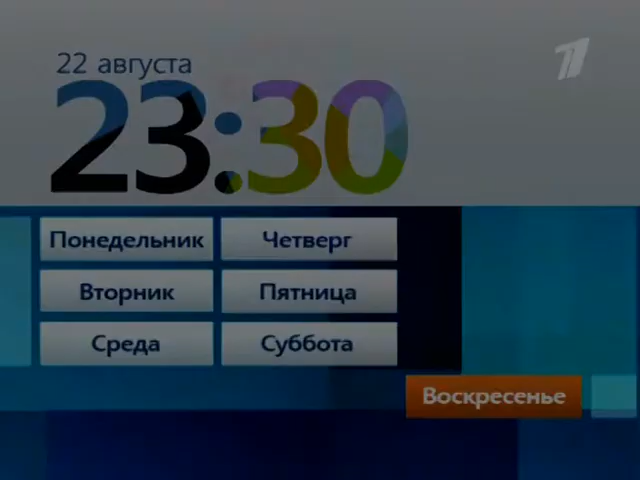 22 августа
23:30
Понедельник
Четверг
Вторник
Пятница
Среда
Суббота
Воскресенье